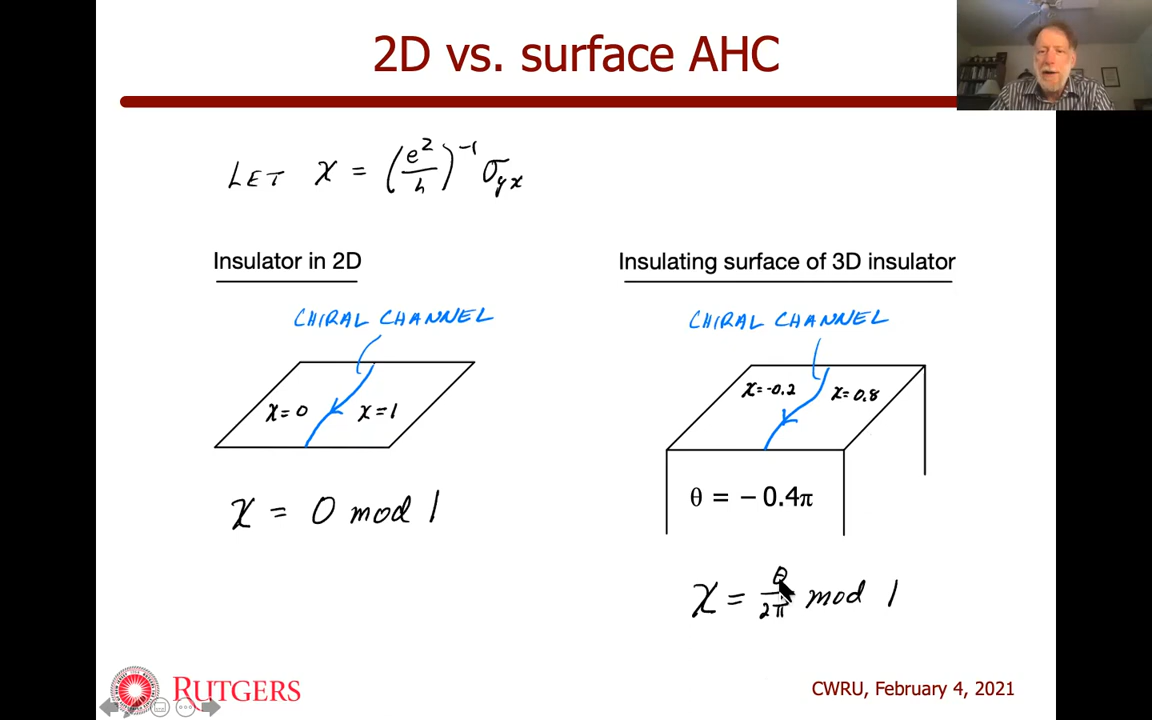 2D vs. surface AHC
LET χ = (e²/h)⁻¹ σyx
Insulator in 2D
CHIRAL CHANNEL
χ=0
χ=1
χ = 0 mod 1
Insulating surface of 3D insulator
CHIRAL CHANNEL
χ=-0.2
χ=0.8
θ = – 0.4π
χ = θ/2π mod 1
RUTGERS
CWRU, February 4, 2021